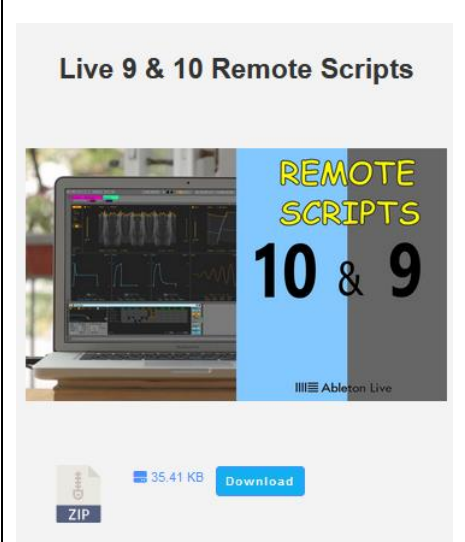 Live 9 & 10 Remote Scripts
REMOTE
SCRIPTS
10 & 9
Ableton Live
35.41 KB
Download
ZIP